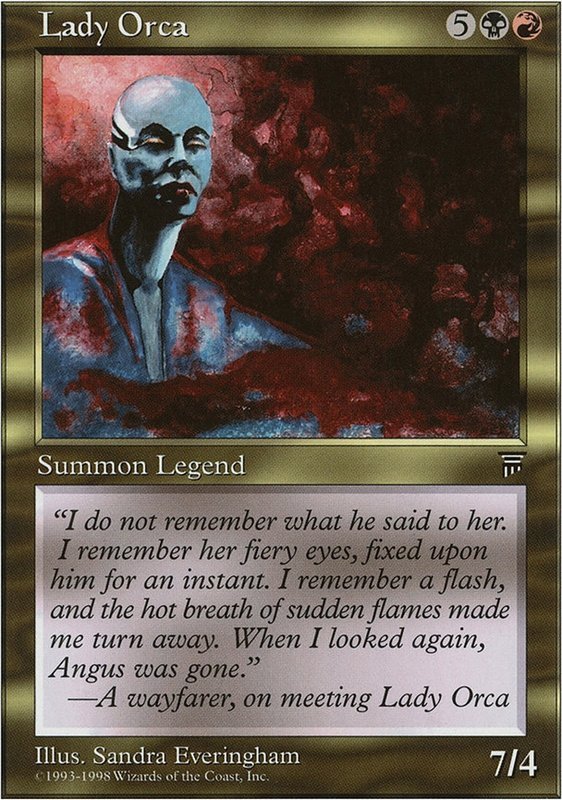 Lady Orca 5
Summon Legend
“I do not remember what he said to her.
I remember her fiery eyes, fixed upon
him for an instant. I remember a flash,
and the hot breath of sudden flames made
me turn away. When I looked again,
Angus was gone.”
—A wayfarer, on meeting Lady Orca
Illus. Sandra Everingham
©1993-1998 Wizards of the Coast, Inc.
7/4